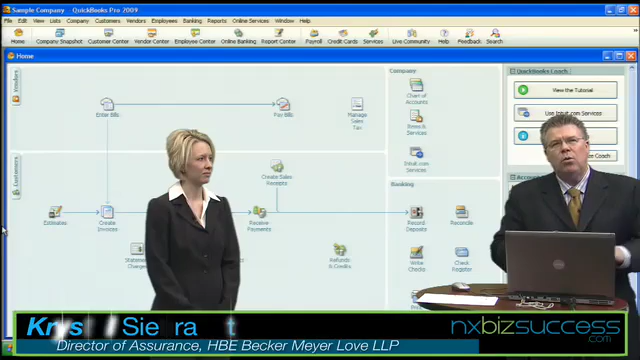 Sample Company - QuickBooks Pro 2009
File Edit View Lists Company Customers Vendors Employees Banking Reports Online Services Window Help
Home Company Snapshot Customer Center Vendor Center Employee Center Online Banking Report Center Payroll Credit Cards Services Live Community Help Feedback Search
Home
Vendors
Enter Bills
Pay Bills
Manage Sales Tax
Company
Chart of Accounts
Items & Services
Intuit.com Services
QuickBooks Coach
View the Tutorial
Use Intuit.com Services
Coach
Customers
Create Sales Receipts
Estimates
Create Invoices
Receive Payments
Refunds & Credits
Banking
Record Deposits
Reconcile
Write Checks
Check Register
nxbizsuccess.com
Director of Assurance, HBE Becker Meyer Love LLP